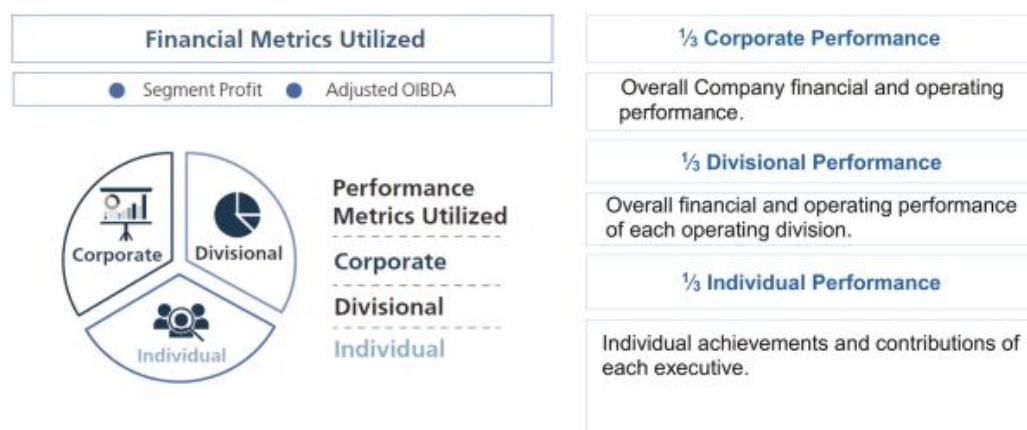 Financial Metrics Utilized
Segment Profit
Adjusted OIBDA
Corporate
Divisional
Individual
Performance
Metrics Utilized
Corporate
Divisional
Individual
⅓ Corporate Performance
Overall Company financial and operating
performance.
⅓ Divisional Performance
Overall financial and operating performance
of each operating division.
⅓ Individual Performance
Individual achievements and contributions of
each executive.